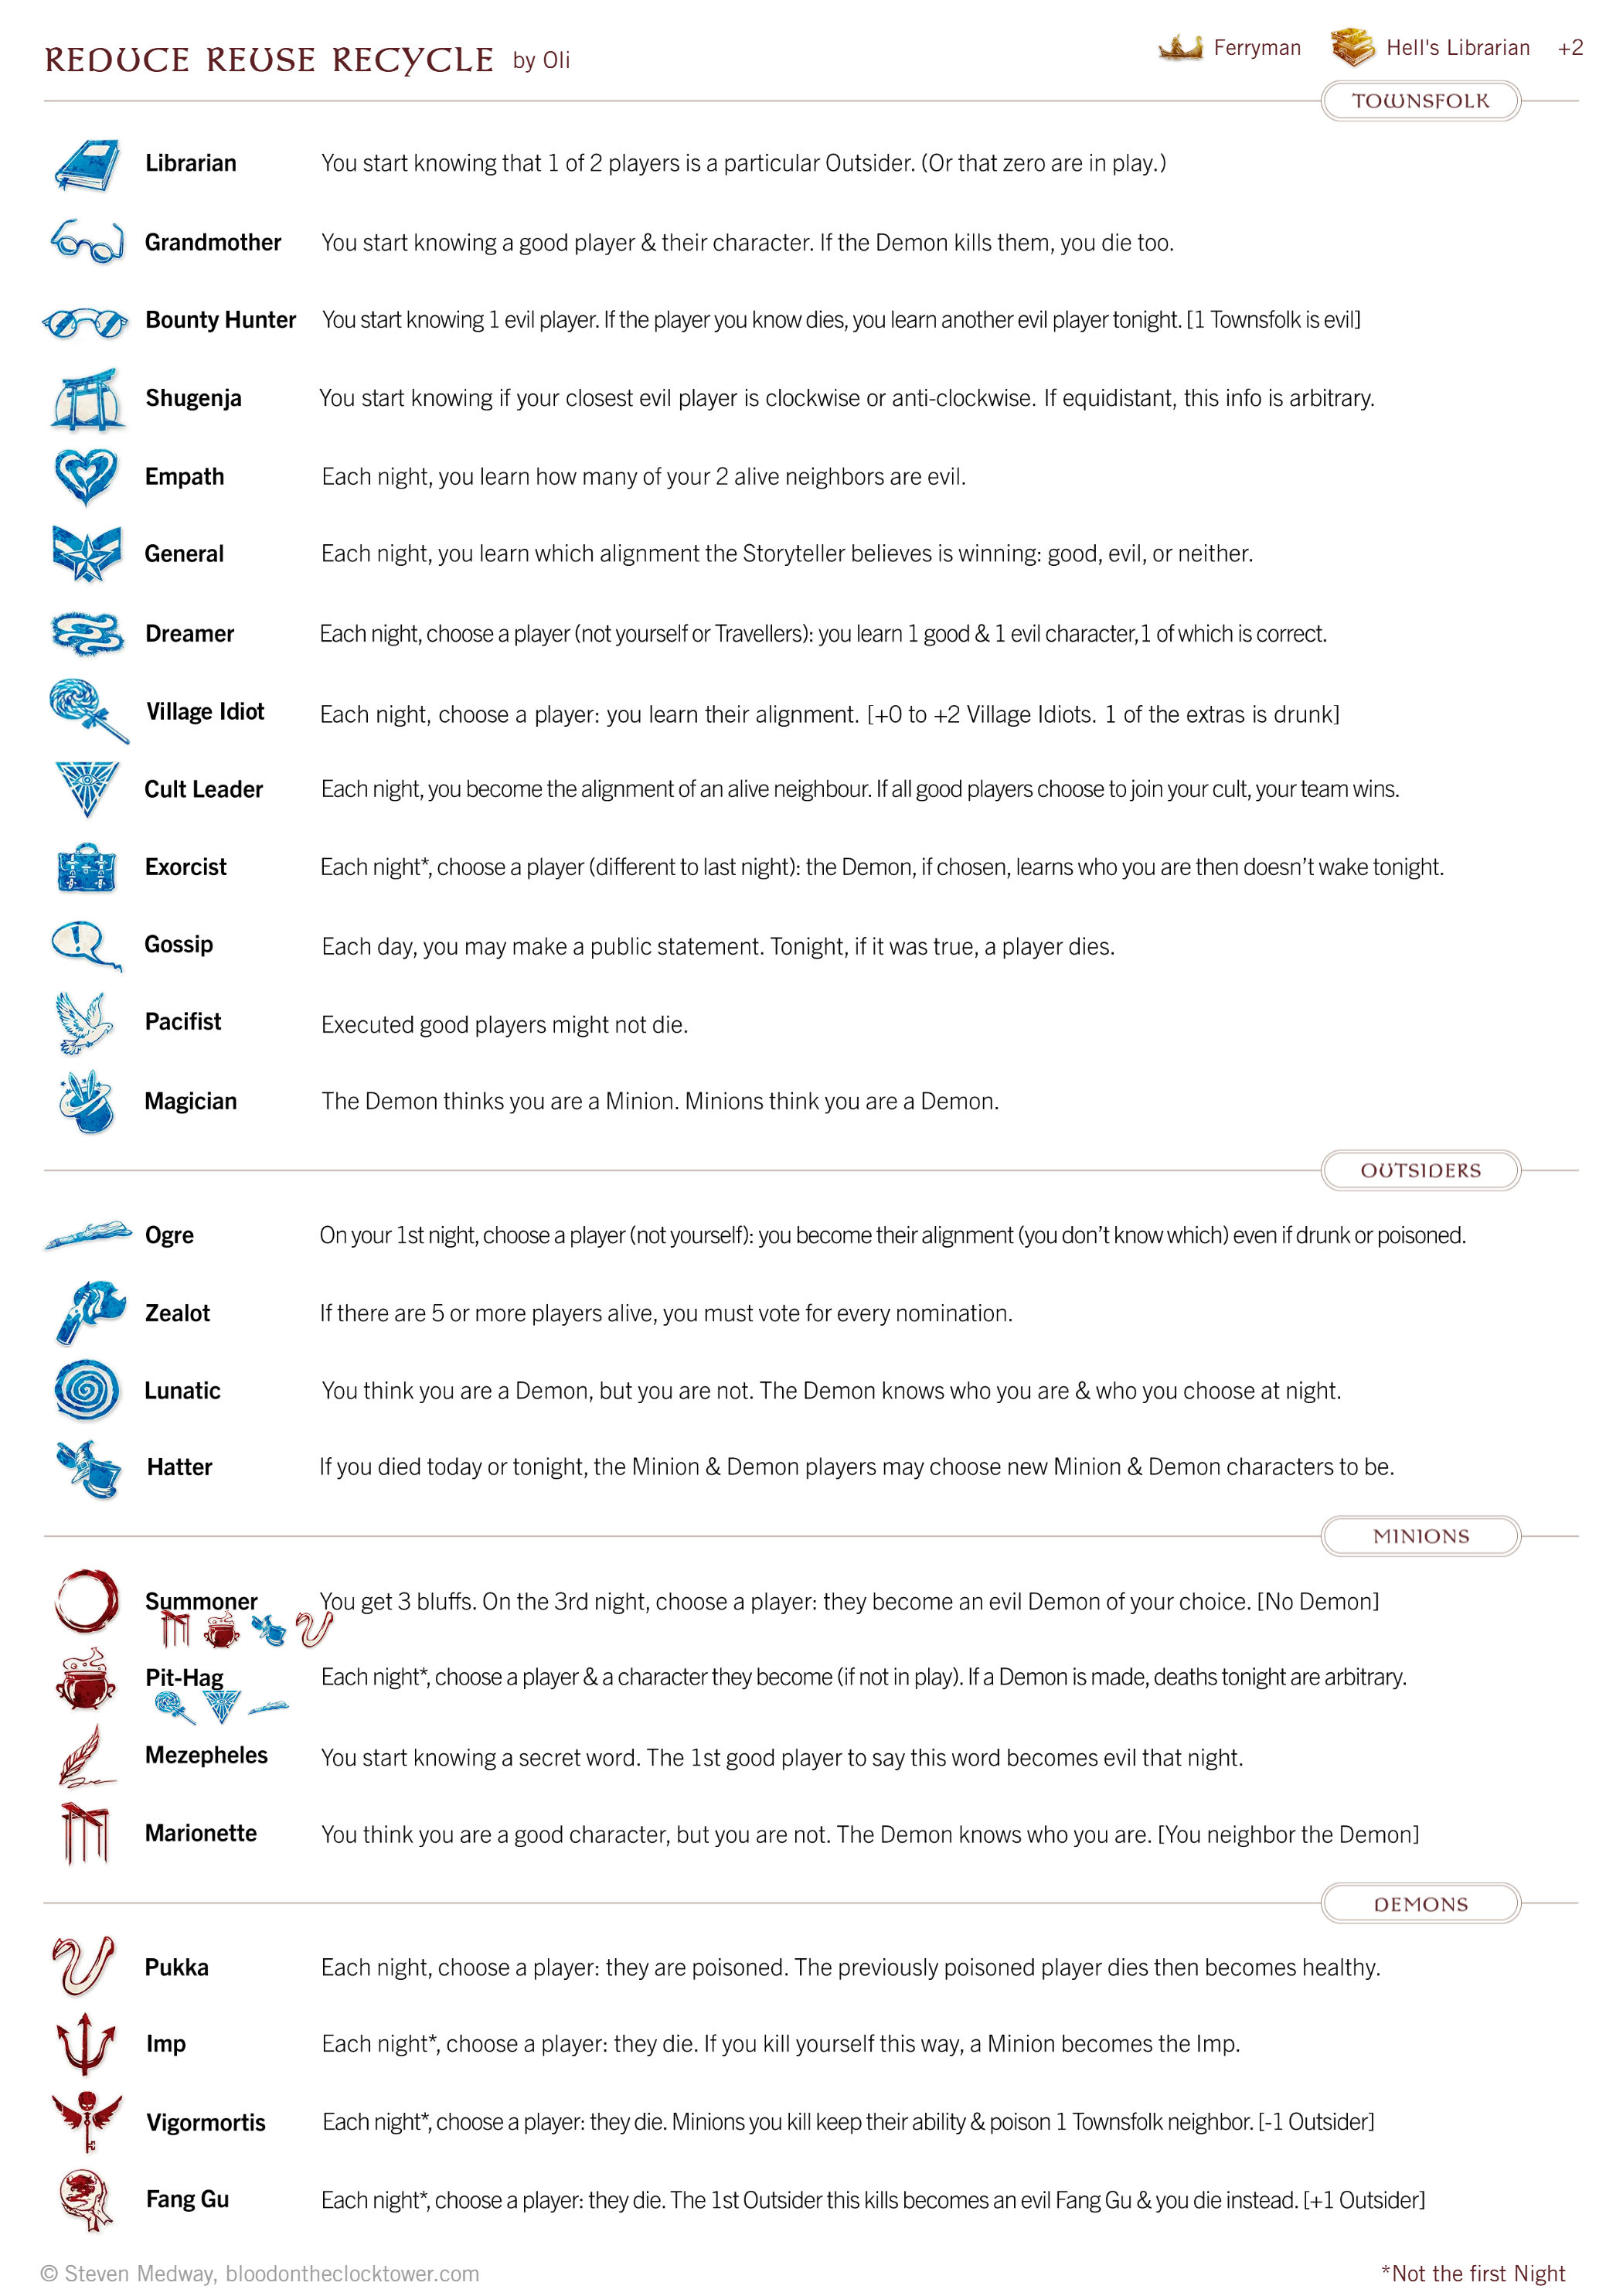 REDUCE REUSE RECYCLE by Oli Ferryman Hell's Librarian +2
TOWNSFOLK
Librarian You start knowing that 1 of 2 players is a particular Outsider. (Or that zero are in play.)
Grandmother You start knowing a good player & their character. If the Demon kills them, you die too.
Bounty Hunter You start knowing 1 evil player. If the player you know dies, you learn another evil player tonight. [1 Townsfolk is evil]
Shugenja You start knowing if your closest evil player is clockwise or anti-clockwise. If equidistant, this info is arbitrary.
Empath Each night, you learn how many of your 2 alive neighbors are evil.
General Each night, you learn which alignment the Storyteller believes is winning: good, evil, or neither.
Dreamer Each night, choose a player (not yourself or Travellers): you learn 1 good & 1 evil character, 1 of which is correct.
Village Idiot Each night, choose a player: you learn their alignment. [+0 to +2 Village Idiots. 1 of the extras is drunk]
Cult Leader Each night, you become the alignment of an alive neighbour. If all good players choose to join your cult, your team wins.
Exorcist Each night*, choose a player (different to last night): the Demon, if chosen, learns who you are then doesn't wake tonight.
Gossip Each day, you may make a public statement. Tonight, if it was true, a player dies.
Pacifist Executed good players might not die.
Magician The Demon thinks you are a Minion. Minions think you are a Demon.
OUTSIDERS
Ogre On your 1st night, choose a player (not yourself): you become their alignment (you don't know which) even if drunk or poisoned.
Zealot If there are 5 or more players alive, you must vote for every nomination.
Lunatic You think you are a Demon, but you are not. The Demon knows who you are & who you choose at night.
Hatter If you died today or tonight, the Minion & Demon players may choose new Minion & Demon characters to be.
MINIONS
Summoner You get 3 bluffs. On the 3rd night, choose a player: they become an evil Demon of your choice. [No Demon]
Pit-Hag Each night*, choose a player & a character they become (if not in play). If a Demon is made, deaths tonight are arbitrary.
Mezepheles You start knowing a secret word. The 1st good player to say this word becomes evil that night.
Marionette You think you are a good character, but you are not. The Demon knows who you are. [You neighbor the Demon]
DEMONS
Pukka Each night, choose a player: they are poisoned. The previously poisoned player dies then becomes healthy.
Imp Each night*, choose a player: they die. If you kill yourself this way, a Minion becomes the Imp.
Vigormortis Each night*, choose a player: they die. Minions you kill keep their ability & poison 1 Townsfolk neighbor. [-1 Outsider]
Fang Gu Each night*, choose a player: they die. The 1st Outsider this kills becomes an evil Fang Gu & you die instead. [+1 Outsider]
© Steven Medway, bloodontheclocktower.com *Not the first Night